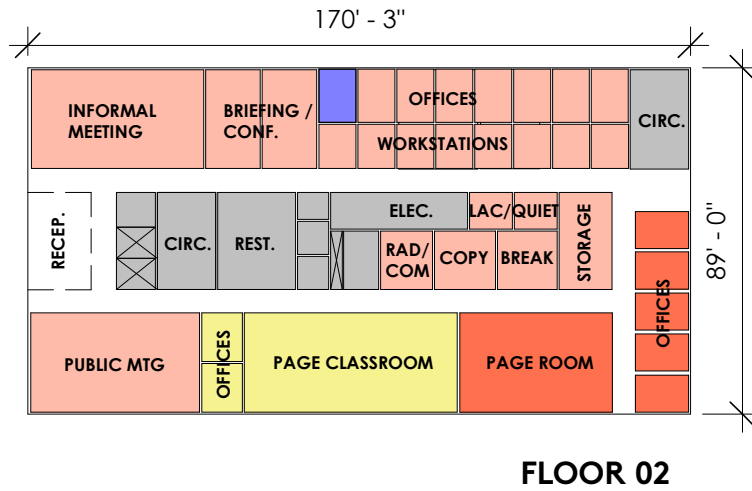 170' - 3"
INFORMAL
MEETING
BRIEFING /
CONF.
OFFICES
WORKSTATIONS
CIRC.
RECEP.
CIRC.
REST.
ELEC.
LAC/
QUIET
RAD/
COM
COPY
BREAK
STORAGE
OFFICES
89' - 0"
PUBLIC MTG
OFFICES
PAGE CLASSROOM
PAGE ROOM
FLOOR 02